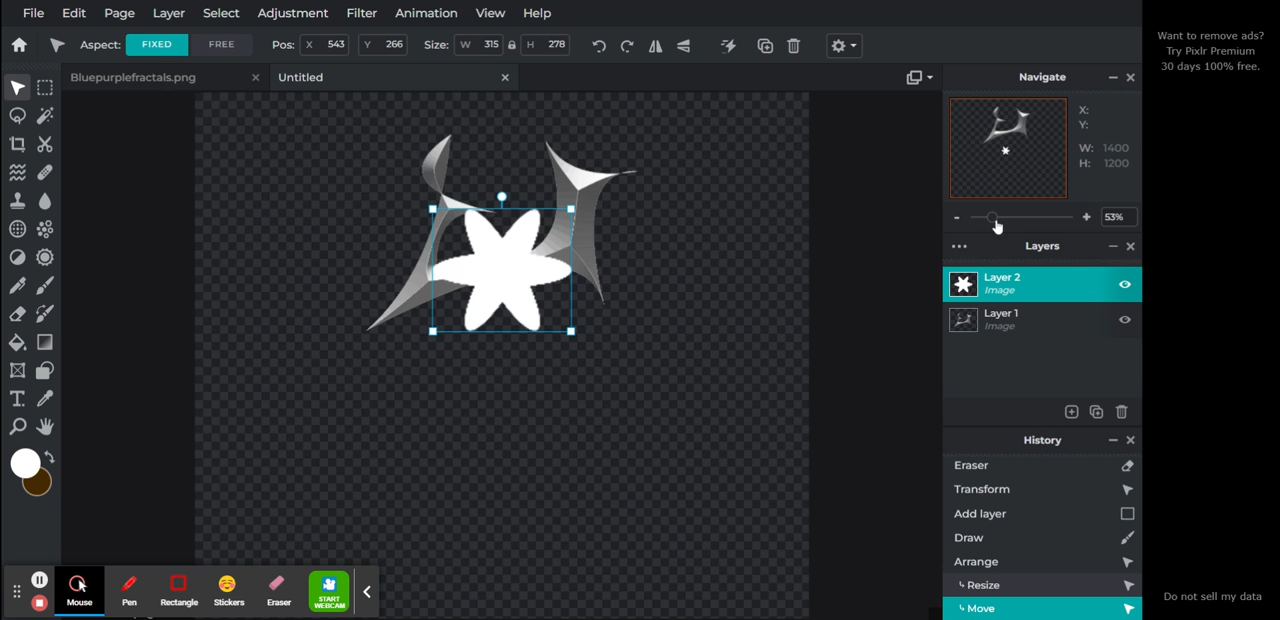 File Edit Page Layer Select Adjustment Filter Animation View Help
Aspect: FIXED FREE Pos: X 543 Y 266 Size: W 315 H 278
Want to remove ads?
Try Pixlr Premium
30 days 100% free.
Bluepurplefractals.png Untitled
Navigate
X:
Y:
W: 1400
H: 1200
- + 53%
Layers
Layer 2
Image
Layer 1
Image
History
Eraser
Transform
Add layer
Draw
Arrange
Resize
Move
Mouse Pen Rectangle Stickers Eraser START
WEBCAM
Do not sell my data